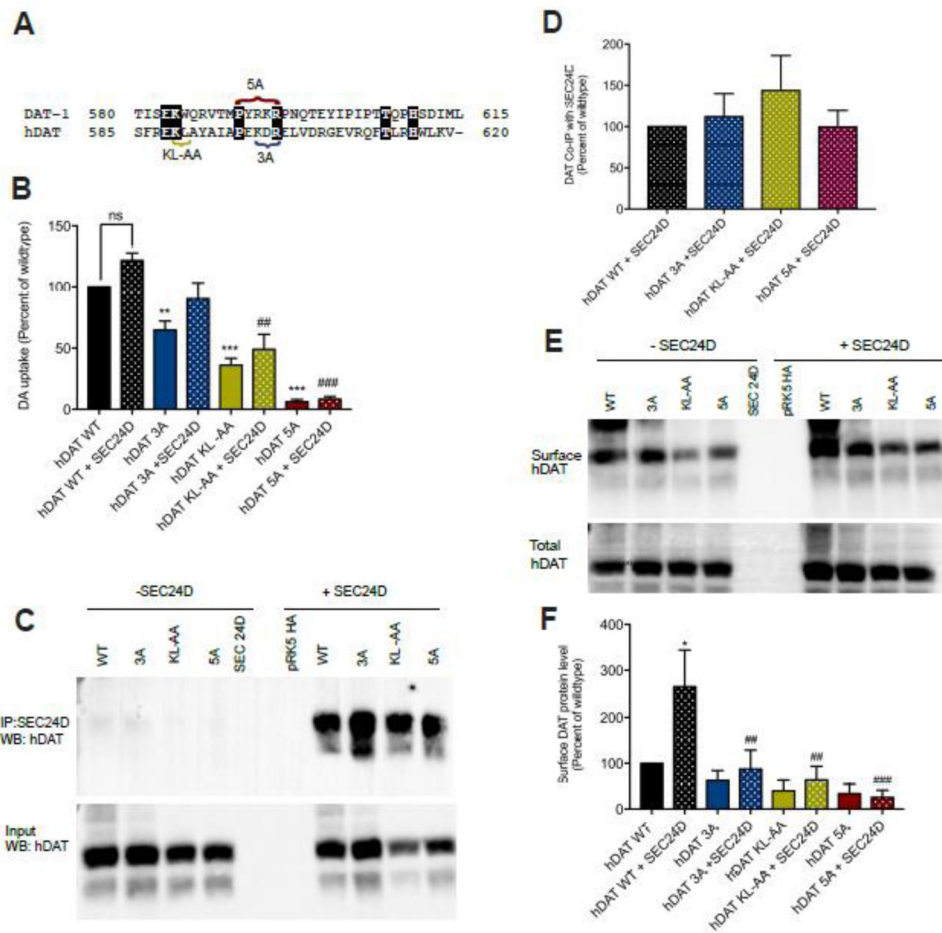 A
5A
DAT-1 580 TISEKWQRVTMPYRKRPNQTEYIPIPTTQPHSDIML 615
hDAT 585 SFREKLAYAIAPEKDRELVDRGEVRQFTLRHWLKV- 620
KL-AA 3A
B
DA uptake (Percent of wildtype)
150
100
50
0
ns
**
***
##
***
###
hDAT WT
hDAT WT + SEC24D
hDAT 3A
hDAT 3A +SEC24D
hDAT KL -AA
hDAT KL-AA + SEC24D
hDAT 5A
hDAT 5A + SEC24D
C
-SEC24D + SEC24D
WT 3A KL-AA 5A SEC 24D pRK5 HA WT 3A KL -AA 5A
IP:SEC24D
WB: hDAT
Input
WB: hDAT
D
DAT Co-IP with SEC24D
(Percent of wildtype)
200
150
100
50
0
hDAT WT + SEC24D
hDAT 3A +SEC24D
hDAT KL-AA + SEC24D
hDAT 5A + SEC24D
E
- SEC24D + SEC24D
WT 3A KL-AA 5A SEC 24D pRK5 HA WT 3A KL-AA 5A
Surface
hDAT
Total
hDAT
F
Surface DAT protein level
(Percent of wildtype)
400
300
200
100
0
*
##
##
###
hDAT WT
hDAT WT + SEC24D
hDAT 3A
hDAT 3A +SEC24D
hDAT KL-AA
hDAT KL-AA + SEC24D
hDAT 5A
hDAT 5A + SEC24D